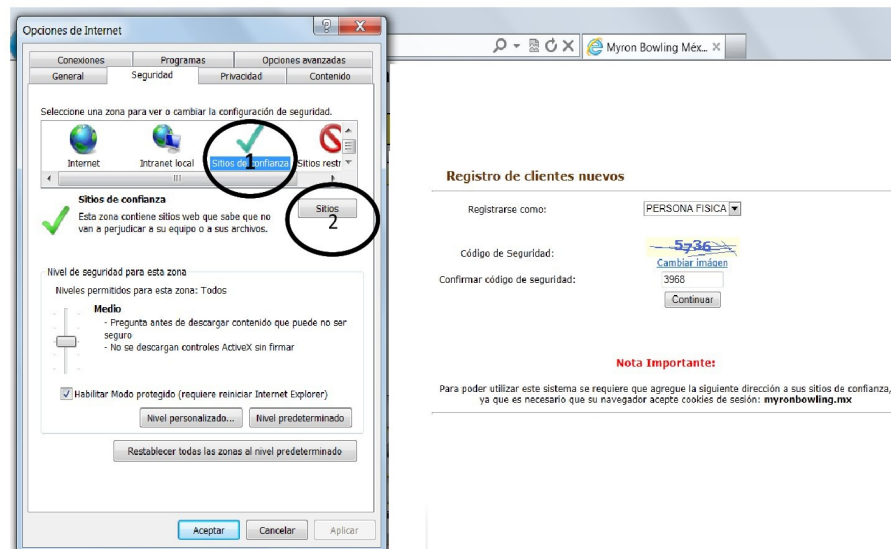 Opciones de Internet
Conexiones Programas Opciones avanzadas
General Seguridad Privacidad Contenido
Seleccione una zona para ver o cambiar la configuración de seguridad.
Internet Intranet local Sitios de confianza Sitios restr
1
Sitios de confianza
Esta zona contiene sitios web que sabe que no
van a perjudicar a su equipo o a sus archivos.
Sitios
2
Nivel de seguridad para esta zona
Niveles permitidos para esta zona: Todos
Medio
- Pregunta antes de descargar contenido que puede no ser
seguro
- No se descargan controles ActiveX sin firmar
Habilitar Modo protegido (requiere reiniciar Internet Explorer)
Nivel personalizado... Nivel predeterminado
Restablecer todas las zonas al nivel predeterminado
Aceptar Cancelar Aplicar
Myron Bowling Méx...
Registro de clientes nuevos
Registrarse como: PERSONA FISICA
Código de Seguridad: 5736
Cambiar imágen
Confirmar código de seguridad: 3968
Continuar
Nota Importante:
Para poder utilizar este sistema se requiere que agregue la siguiente dirección a sus sitios de confianza,
ya que es necesario que su navegador acepte cookies de sesión: myronbowling.mx